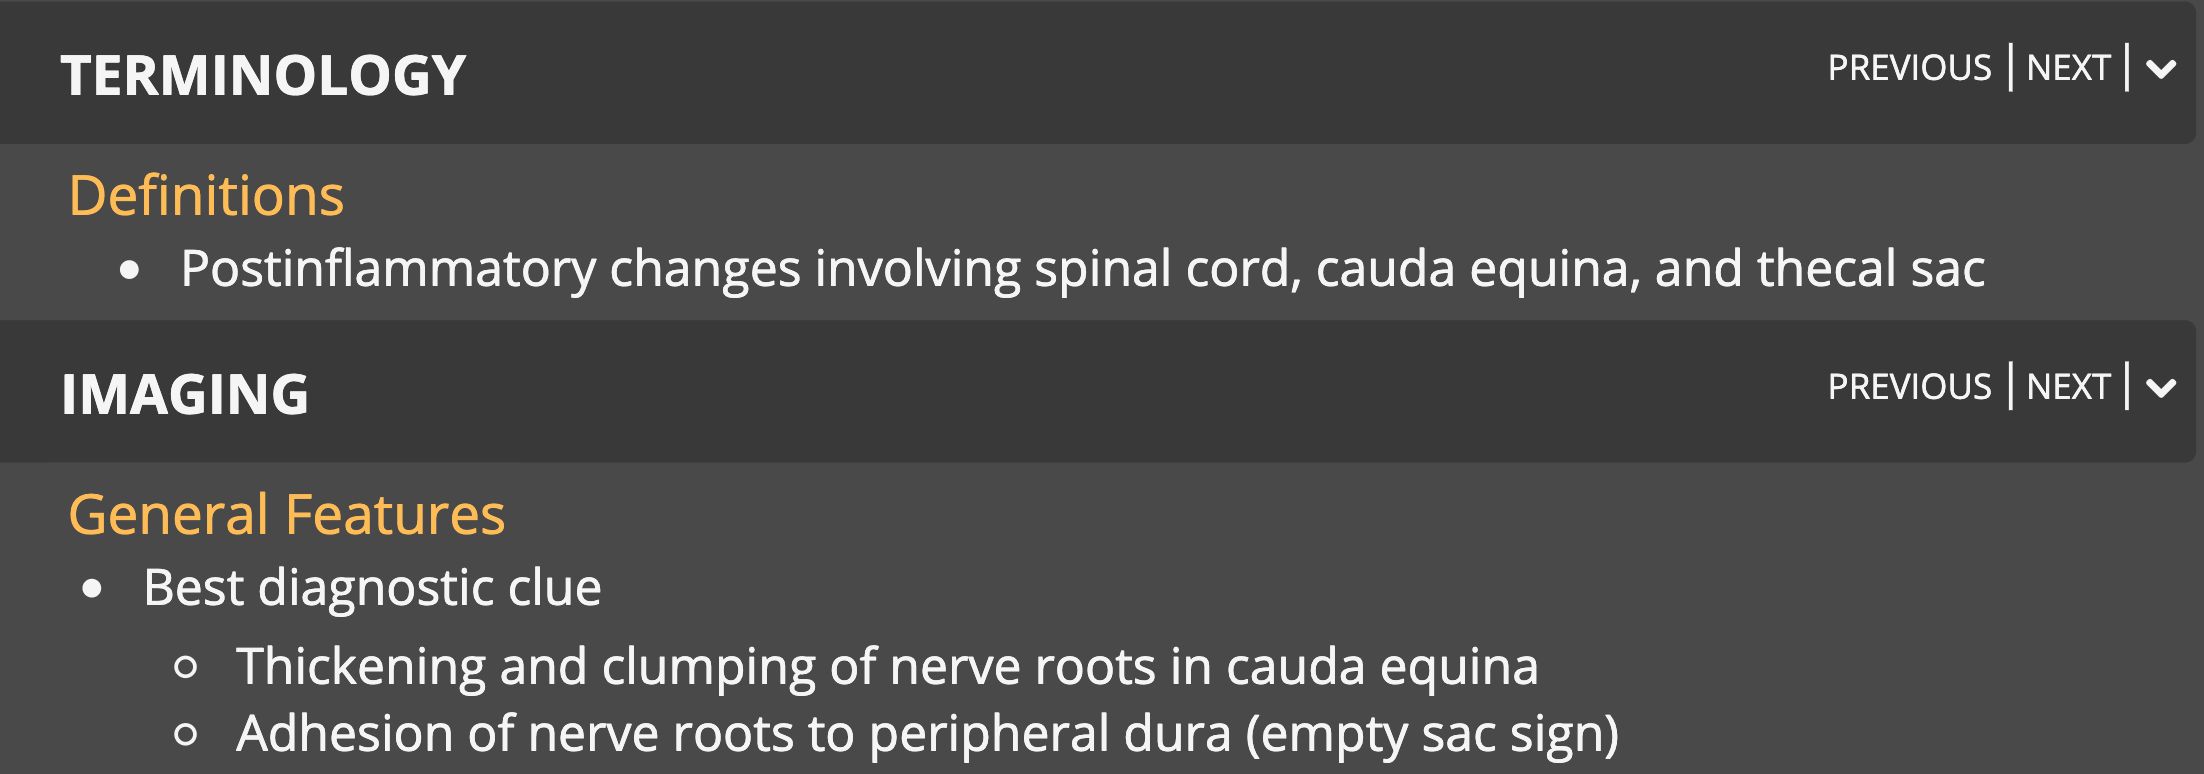 TERMINOLOGY PREVIOUS | NEXT |
Definitions
• Postinflammatory changes involving spinal cord, cauda equina, and thecal sac
IMAGING PREVIOUS | NEXT |
General Features
• Best diagnostic clue
○ Thickening and clumping of nerve roots in cauda equina
○ Adhesion of nerve roots to peripheral dura (empty sac sign)